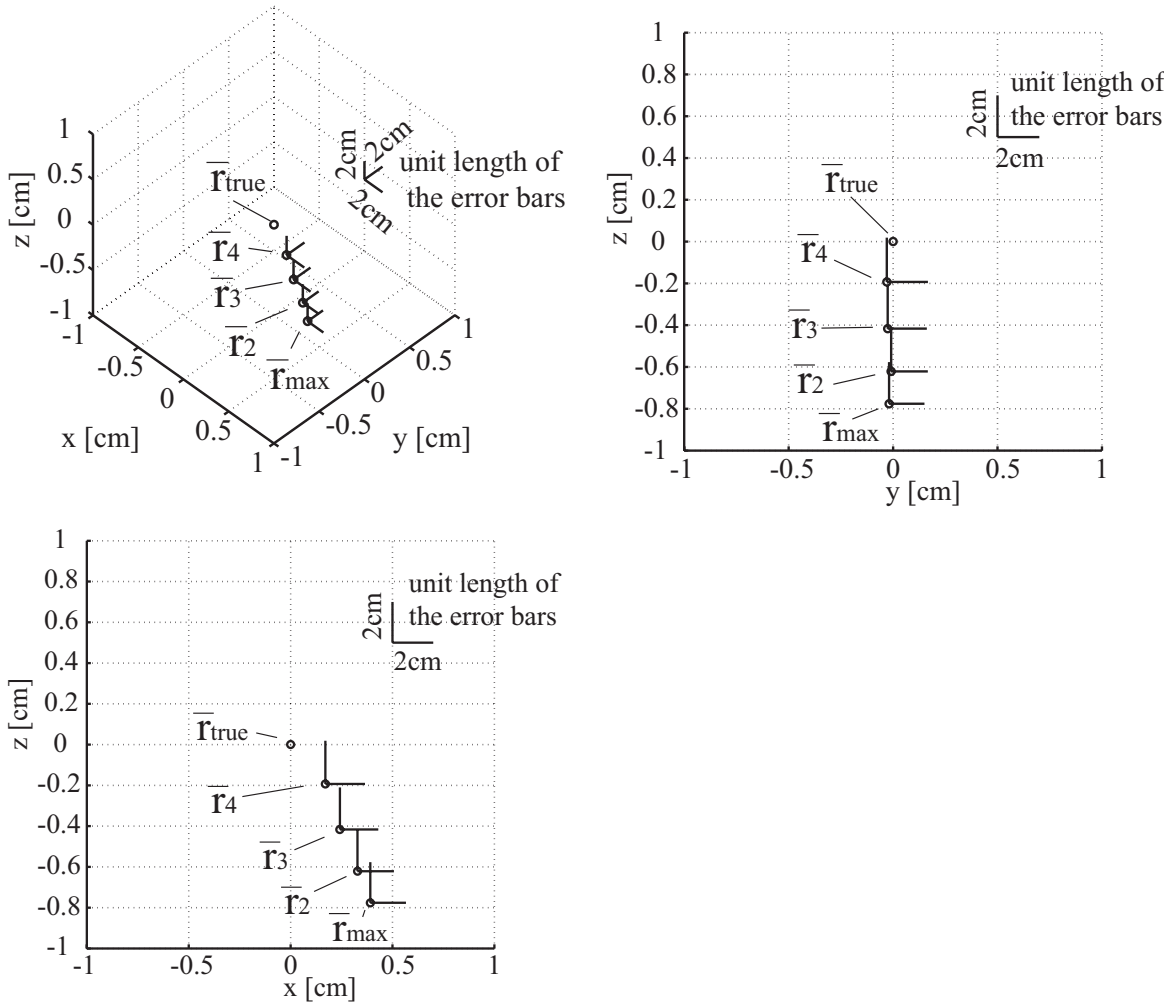 1
0.5
0
-0.5
-1
z [cm]
-1
-0.5
0
0.5
1
x [cm]
-1
-0.5
0
0.5
1
y [cm]
r̅true
r̅4
r̅3
r̅2
r̅max
2cm
2cm
2cm
unit length of
the error bars
1
0.8
0.6
0.4
0.2
0
-0.2
-0.4
-0.6
-0.8
-1
z [cm]
-1
-0.5
0
0.5
1
y [cm]
r̅true
r̅4
r̅3
r̅2
r̅max
2cm
2cm
unit length of
the error bars
1
0.8
0.6
0.4
0.2
0
-0.2
-0.4
-0.6
-0.8
-1
z [cm]
-1
-0.5
0
0.5
1
x [cm]
r̅true
r̅4
r̅3
r̅2
r̅max
2cm
2cm
unit length of
the error bars